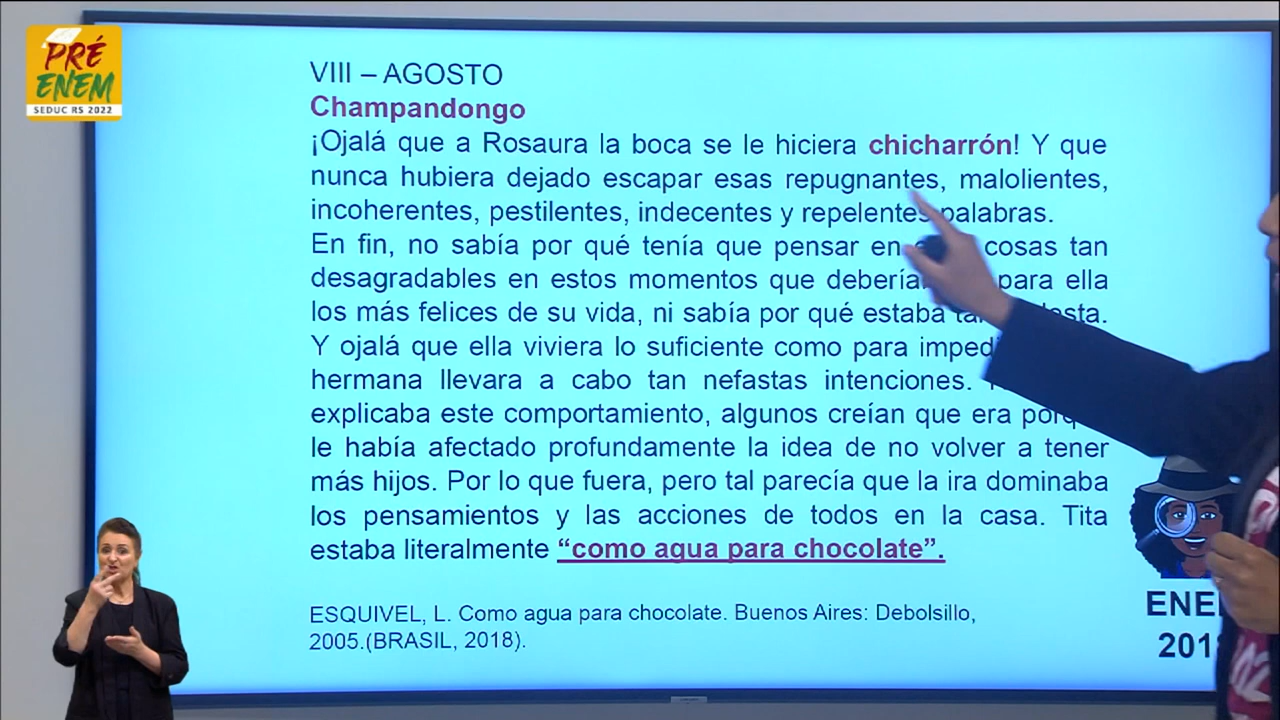 PRÉ
ENEM
SEDUC RS 2022
VIII – AGOSTO
Champandongo
¡Ojalá que a Rosaura la boca se le hiciera chicharrón! Y que
nunca hubiera dejado escapar esas repugnantes, malolientes,
incoherentes, pestilentes, indecentes y repelentes palabras.
En fin, no sabía por qué tenía que pensar en cosas tan
desagradables en estos momentos que para ella
los más felices de su vida, ni sabía por qué estaba
Y ojalá que ella viviera lo suficiente como para
hermana llevara a cabo tan nefastas intenciones.
explicaba este comportamiento, algunos creían que era
le había afectado profundamente la idea de no volver a tener
más hijos. Por lo que fuera, pero tal parecía que la ira dominaba
los pensamientos y las acciones de todos en la casa. Tita
estaba literalmente “como agua para chocolate”.
ESQUIVEL, L. Como agua para chocolate. Buenos Aires: Debolsillo,
2005.(BRASIL, 2018).